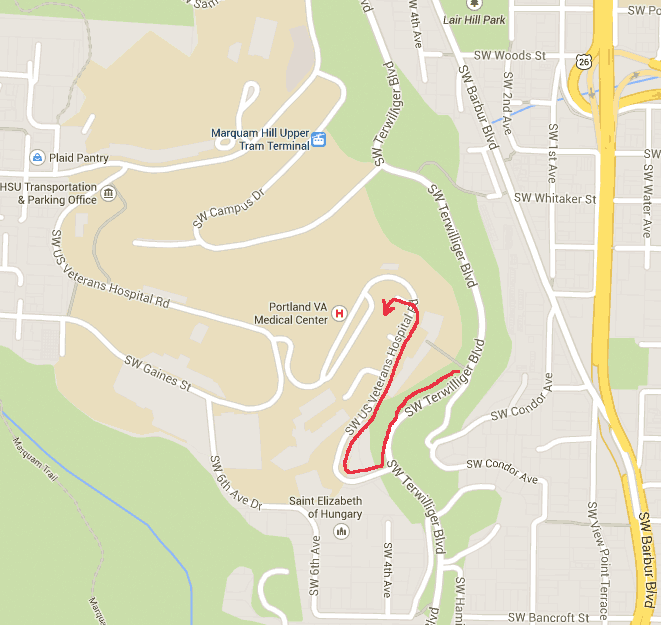 SW Sam
Lair Hill Park
SW 4th Ave
SW Po
SW Woods St
26
SW Terwilliger Blvd
SW Barbur Blvd
SW 2nd Ave
SW 1st Ave
Marquam Hill Upper
Tram Terminal
Plaid Pantry
HSU Transportation
& Parking Office
SW Campus Dr
SW Terwilliger Blvd
SW Whitaker St
SW Water Ave
SW US Veterans Hospital Rd
Portland VA
Medical Center
H
SW US Veterans Hospital Rd
SW Terwilliger Blvd
SW Gaines St
SW Condor Ave
SW Condor Ave
SW Terwilliger Blvd
Marquam Trail
SW 6th Ave Dr
Saint Elizabeth
of Hungary
SW 6th Ave
SW 4th Ave
SW View Point Terrace
SW Barbur Blvd
SW Ham
SW Bancroft St